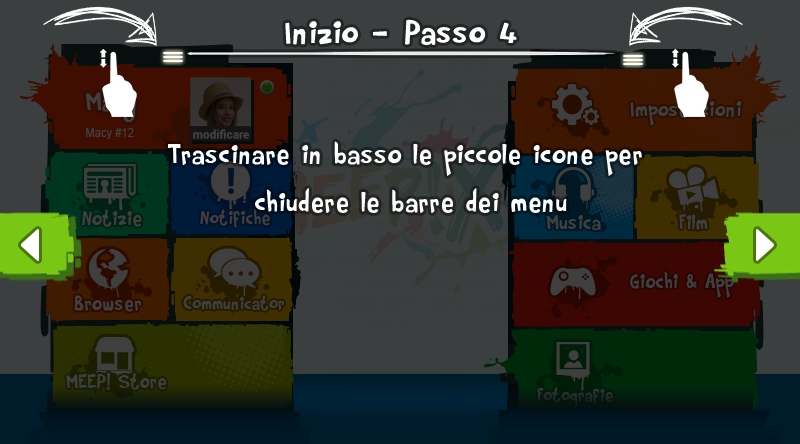 Inizio - Passo 4
Macy #12
modificare
Impostazioni
Trascinare in basso le piccole icone per
chiudere le barre dei menu
Notizie
Notifiche
Musica
Film
Browser
Communicator
Giochi & App
MEEP! Store
Fotografie